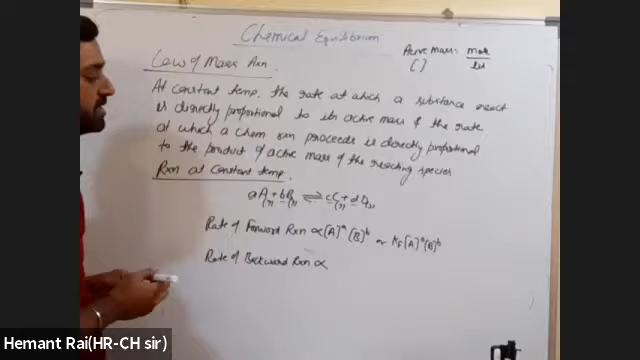 Chemical Equilibrium
Active mass: mole/lit
[ ]
Law of Mass Axn.
At constant temp. the rate at which a substance react
is directly proportional to its active mass & the rate
at which a chem rxn proceeds is directly proportional
to the product of active mass of the reacting species
Rxn at constant temp.
aA(g) + bB(g) ⇌ cC(g) + dD(g)
Rate of Forward Rxn ∝ [A]^a [B]^b or Kf [A]^a [B]^b
Rate of Backward Rxn ∝
Hemant Rai(HR-CH sir)